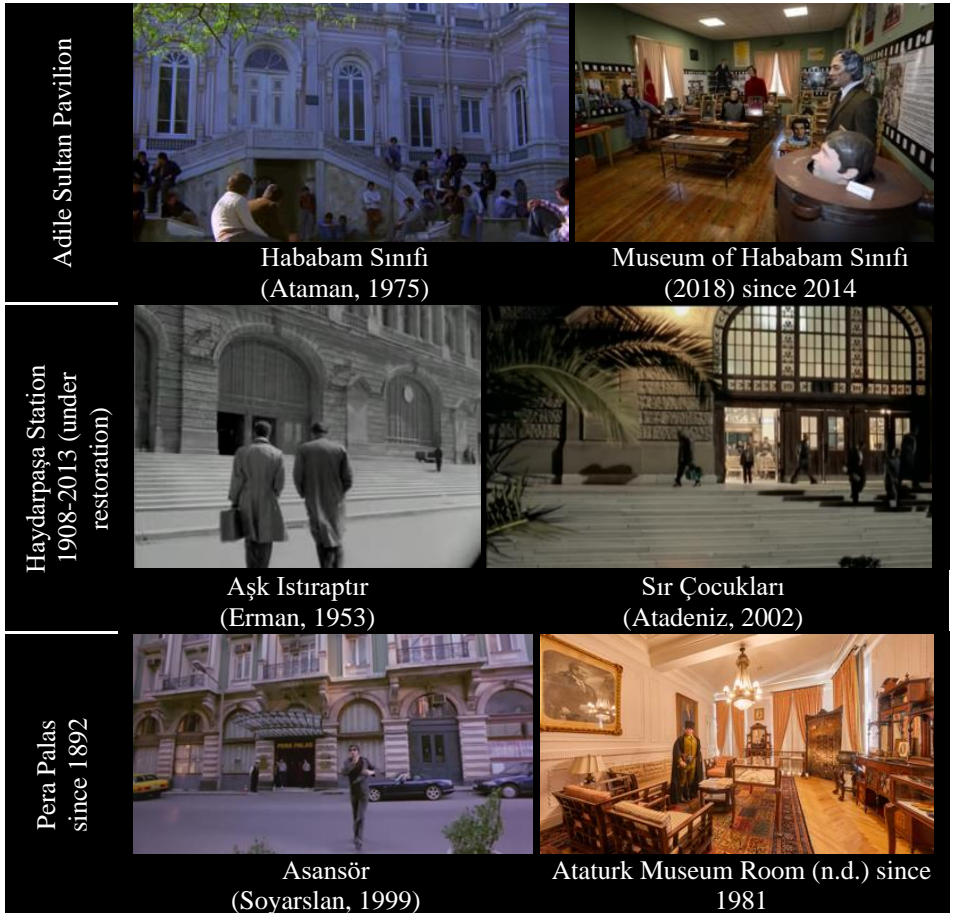 Adile Sultan Pavilion
Hababam Sınıfı
(Ataman, 1975)
Museum of Hababam Sınıfı
(2018) since 2014
Haydarpaşa Station
1908-2013 (under
restoration)
Aşk Istıraptır
(Erman, 1953)
Sır Çocukları
(Atadeniz, 2002)
Pera Palas
since 1892
PERA PALAS
Asansör
(Soyarslan, 1999)
Ataturk Museum Room (n.d.) since
1981